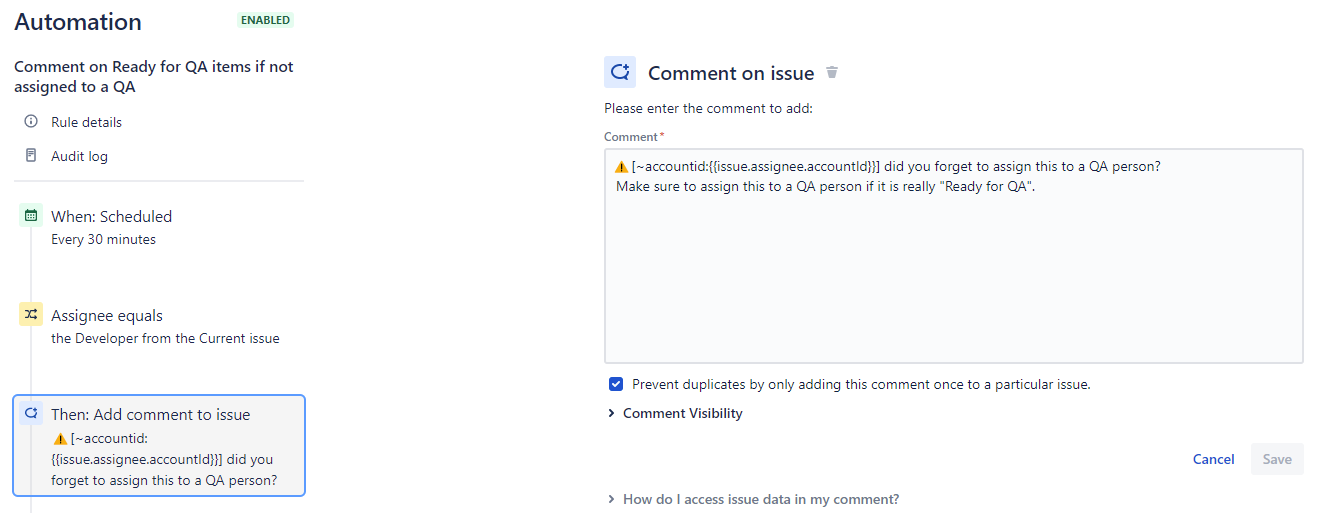 Automation
ENABLED
Comment on Ready for QA items if not
assigned to a QA
Rule details
Audit log
When: Scheduled
Every 30 minutes
Assignee equals
the Developer from the Current issue
Then: Add comment to issue
⚠️ [~accountid:
{{issue.assignee.accountId}}] did you
forget to assign this to a QA person?
Comment on issue
Please enter the comment to add:
Comment*
⚠️ [~accountid:{{issue.assignee.accountId}}] did you forget to assign this to a QA person?
Make sure to assign this to a QA person if it is really "Ready for QA".
Prevent duplicates by only adding this comment once to a particular issue.
Comment Visibility
Cancel
Save
How do I access issue data in my comment?